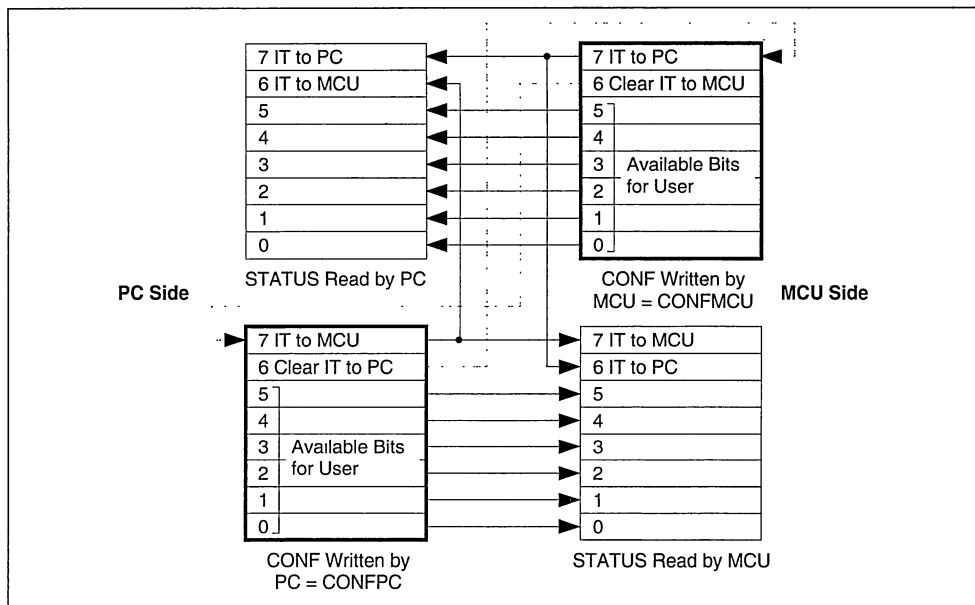 7 IT to PC
6 IT to MCU
5
4
3
2
1
0
STATUS Read by PC
7 IT to PC
6 Clear IT to MCU
5
4
3 Available Bits
2 for User
1
0
CONF Written by
MCU = CONFMCU
PC Side
MCU Side
7 IT to MCU
6 Clear IT to PC
5
4
3 Available Bits
2 for User
1
0
CONF Written by
PC = CONFPC
7 IT to MCU
6 IT to PC
5
4
3
2
1
0
STATUS Read by MCU